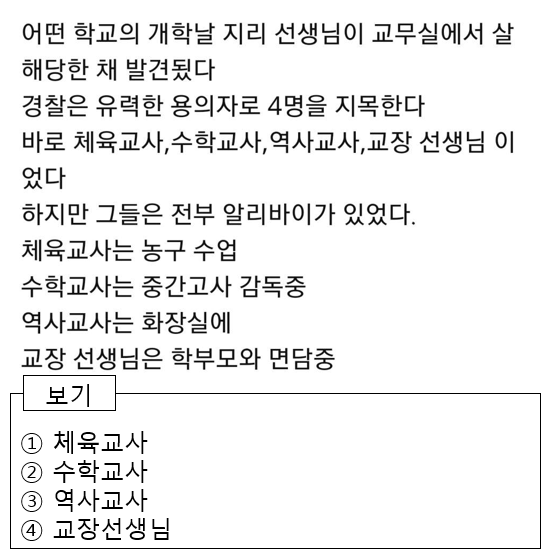 어떤 학교의 개학날 지리 선생님이 교무실에서 살
해당한 채 발견됬다
경찰은 유력한 용의자로 4명을 지목한다
바로 체육교사,수학교사,역사교사,교장 선생님 이
었다
하지만 그들은 전부 알리바이가 있었다.
체육교사는 농구 수업
수학교사는 중간고사 감독중
역사교사는 화장실에
교장 선생님은 학부모와 면담중
보기
① 체육교사
② 수학교사
③ 역사교사
④ 교장선생님